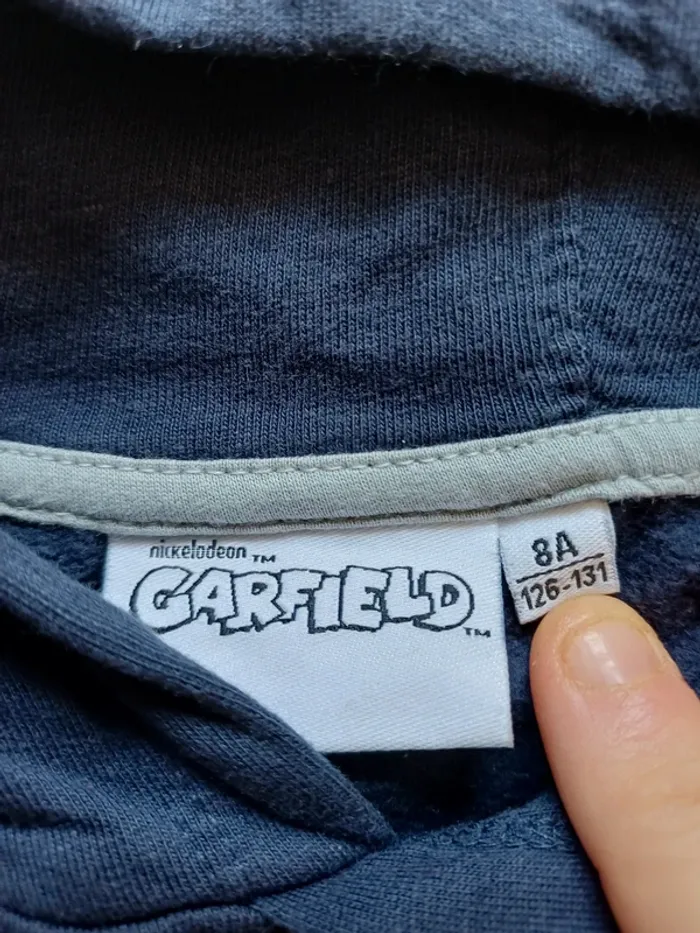 nickelodeon ™
GARFIELD ™
8A
126-131